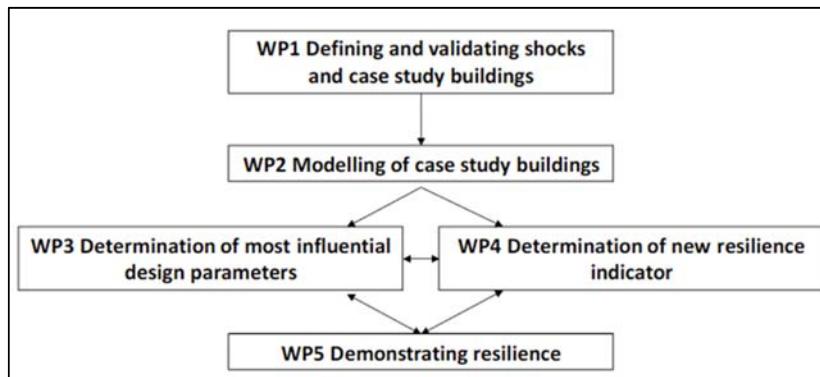 WP1 Defining and validating shocks
and case study buildings
WP2 Modelling of case study buildings
WP3 Determination of most influential
design parameters
WP4 Determination of new resilience
indicator
WP5 Demonstrating resilience